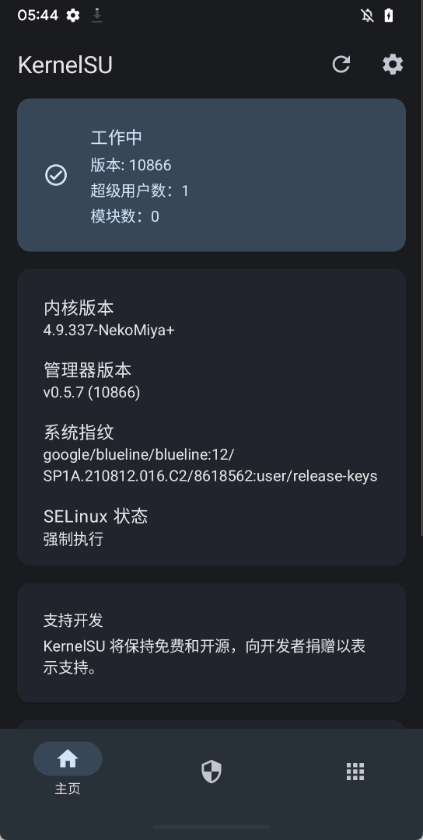 05:44
KernelSU
工作中
版本: 10866
超级用户数：1
模块数：0
内核版本
4.9.337-NekoMiya+
管理器版本
v0.5.7 (10866)
系统指纹
google/blueline/blueline:12/
SP1A.210812.016.C2/8618562:user/release-keys
SELinux 状态
强制执行
支持开发
KernelSU 将保持免费和开源，向开发者捐赠以表
示支持。
主页